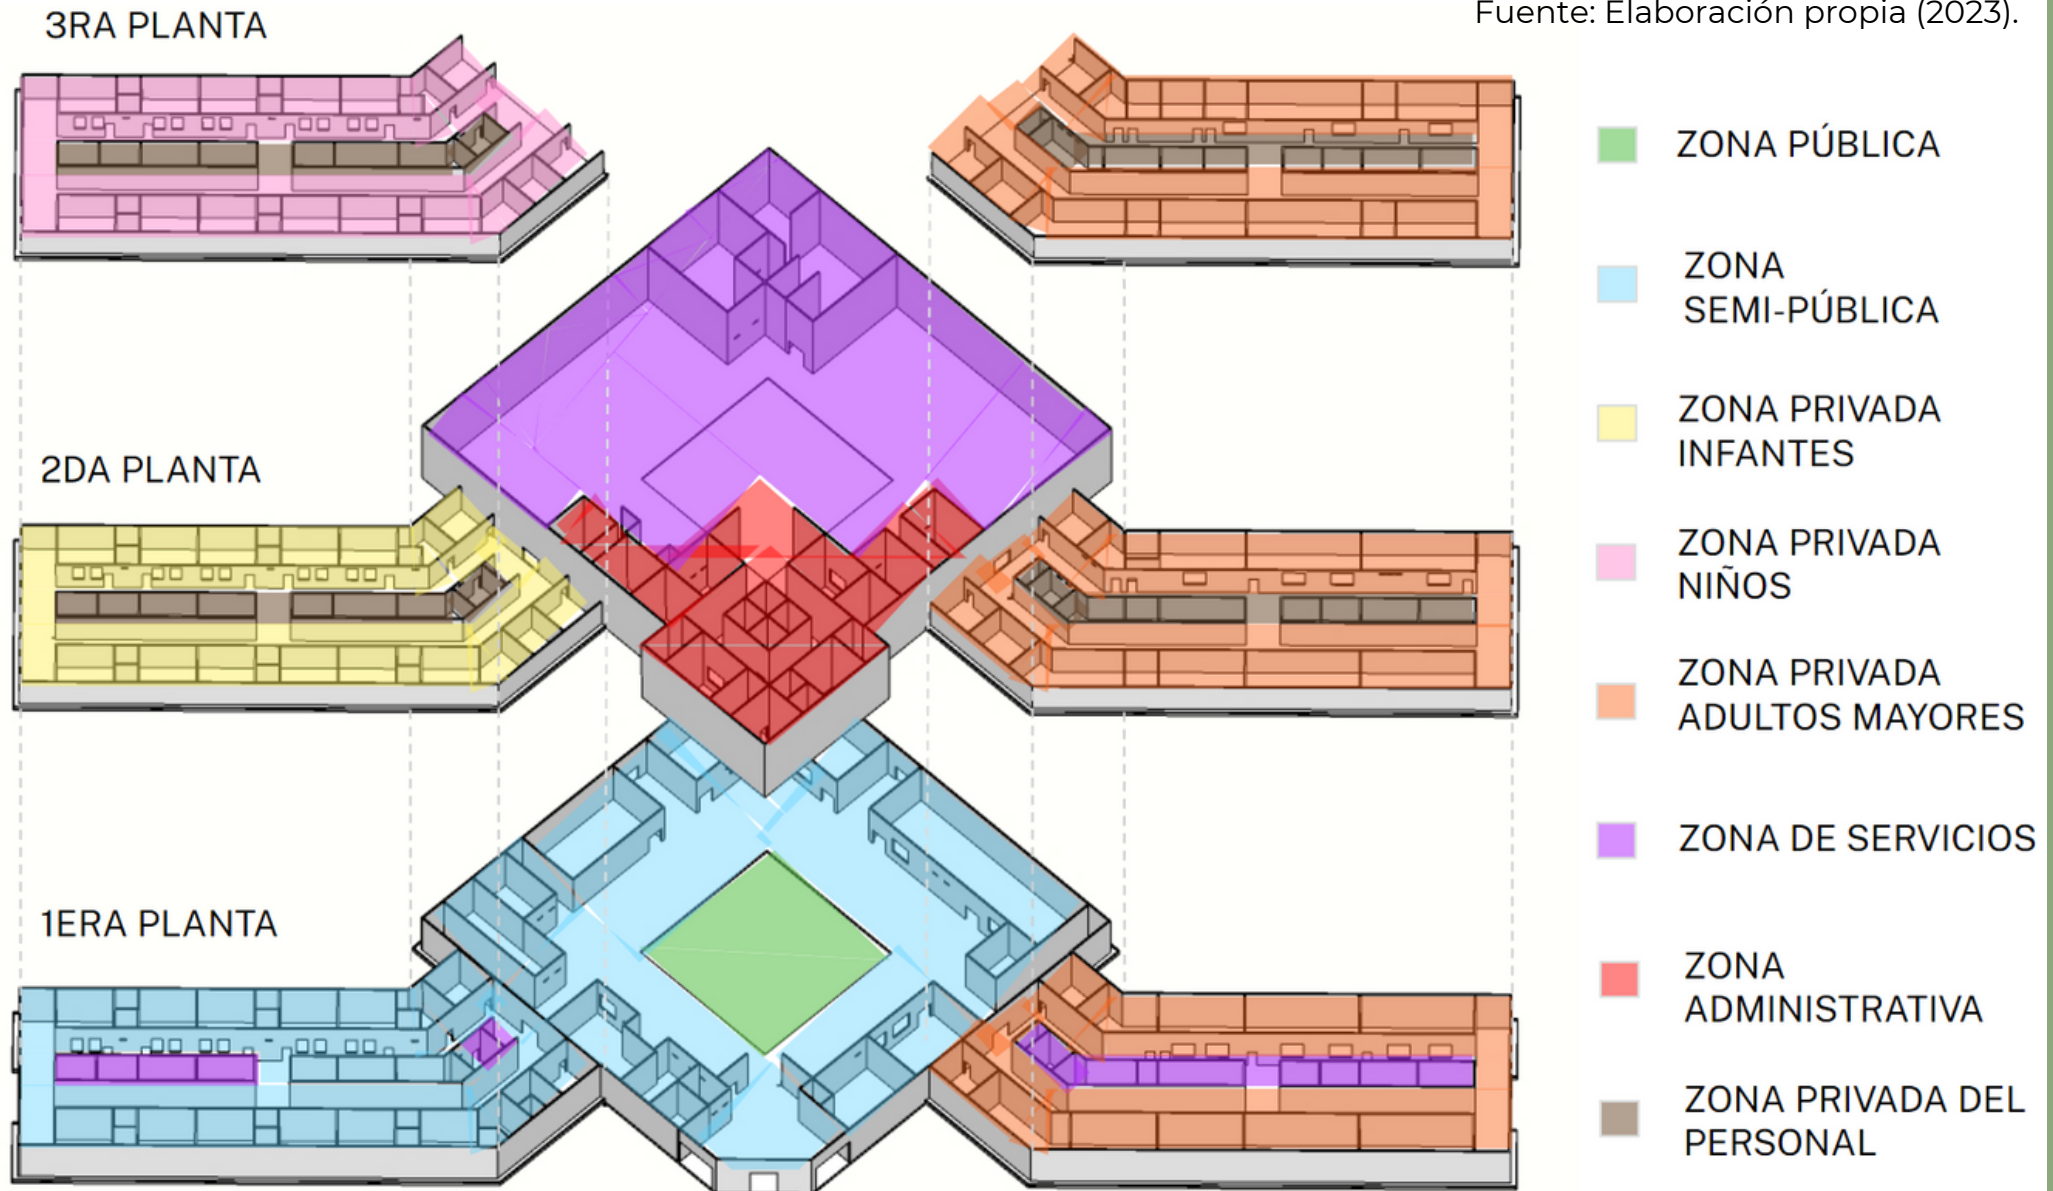 Fuente: Elaboración propia (2023).
3RA PLANTA
2DA PLANTA
1ERA PLANTA
ZONA PÚBLICA
ZONA
SEMI-PÚBLICA
ZONA PRIVADA
INFANTES
ZONA PRIVADA
NIÑOS
ZONA PRIVADA
ADULTOS MAYORES
ZONA DE SERVICIOS
ZONA
ADMINISTRATIVA
ZONA PRIVADA DEL
PERSONAL